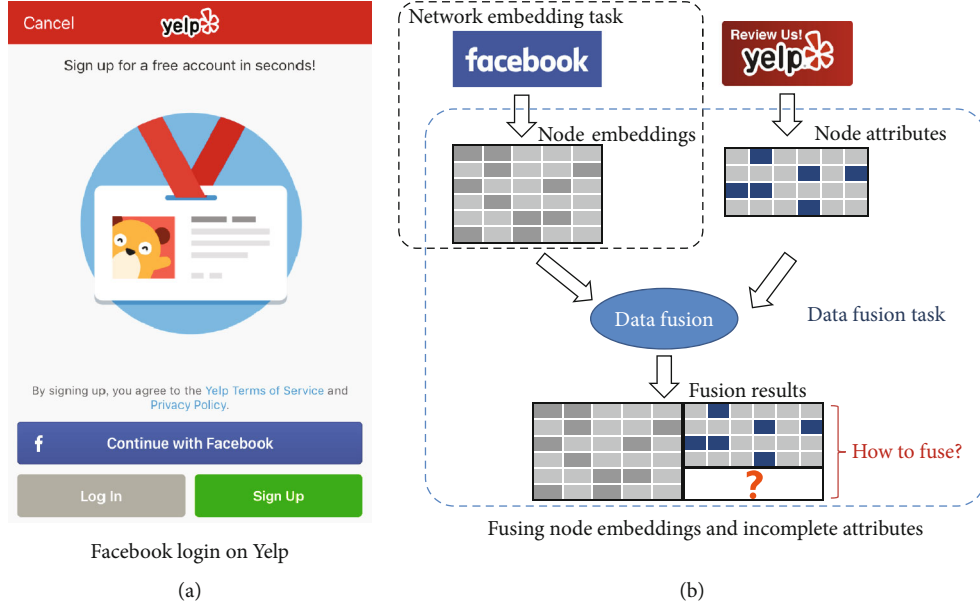 Cancel
yelp
Sign up for a free account in seconds!
By signing up, you agree to the Yelp Terms of Service and
Privacy Policy.
f
Continue with Facebook
Log In
Sign Up
Facebook login on Yelp
(a)
Network embedding task
facebook
Review Us!
yelp
Node embeddings
Node attributes
Data fusion
Data fusion task
Fusion results
How to fuse?
?
Fusing node embeddings and incomplete attributes
(b)